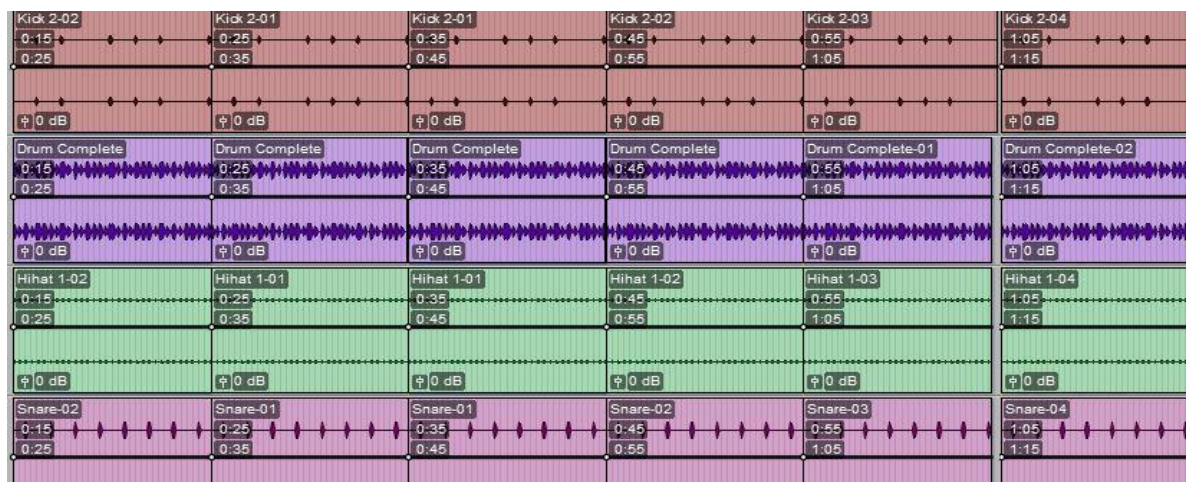 Kick 2-02 Kick 2-01 Kick 2-01 Kick 2-02 Kick 2-03 Kick 2-04
0:15 0:25 0:35 0:45 0:55 1:05
0:25 0:35 0:45 0:55 1:05 1:15
0 dB 0 dB 0 dB 0 dB 0 dB 0 dB
Drum Complete Drum Complete Drum Complete Drum Complete Drum Complete-01 Drum Complete-02
0:15 0:25 0:35 0:45 0:55 1:05
0:25 0:35 0:45 0:55 1:05 1:15
0 dB 0 dB 0 dB 0 dB 0 dB 0 dB
Hihat 1-02 Hihat 1-01 Hihat 1-01 Hihat 1-02 Hihat 1-03 Hihat 1-04
0:15 0:25 0:35 0:45 0:55 1:05
0:25 0:35 0:45 0:55 1:05 1:15
0 dB 0 dB 0 dB 0 dB 0 dB 0 dB
Snare-02 Snare-01 Snare-01 Snare-02 Snare-03 Snare-04
0:15 0:25 0:35 0:45 0:55 1:05
0:25 0:35 0:45 0:55 1:05 1:15